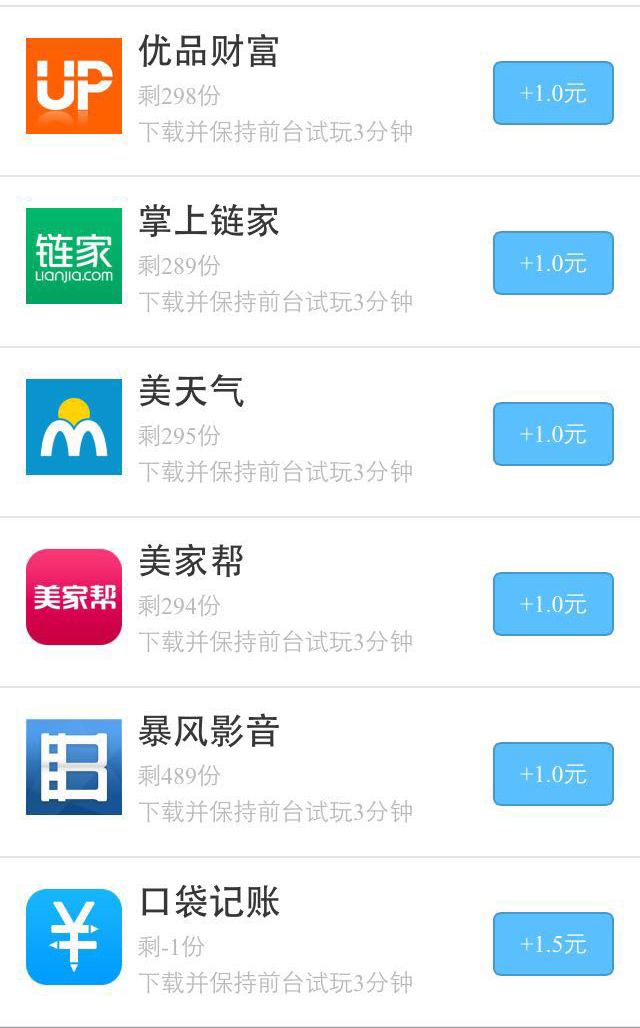 UP
优品财富
剩298份
下载并保持前台试玩3分钟
+1.0元
链家
LIANJIA.COM
掌上链家
剩289份
下载并保持前台试玩3分钟
+1.0元
美天气
剩295份
下载并保持前台试玩3分钟
+1.0元
美家帮
美家帮
剩294份
下载并保持前台试玩3分钟
+1.0元
暴风影音
剩489份
下载并保持前台试玩3分钟
+1.0元
口袋记账
剩-1份
下载并保持前台试玩3分钟
+1.5元